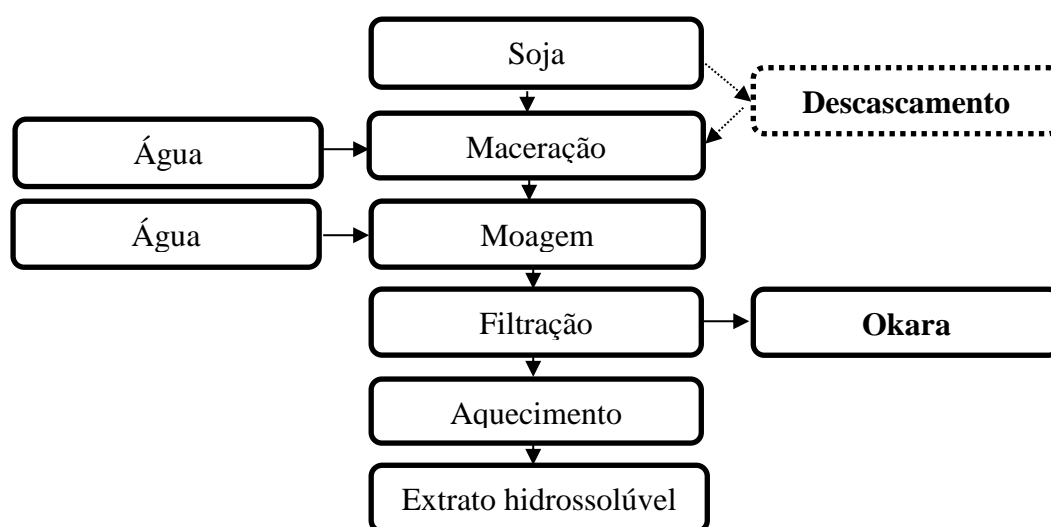 Soja
Descascamento
Água
Maceração
Água
Moagem
Filtração
Okara
Aquecimento
Extrato hidrossolúvel